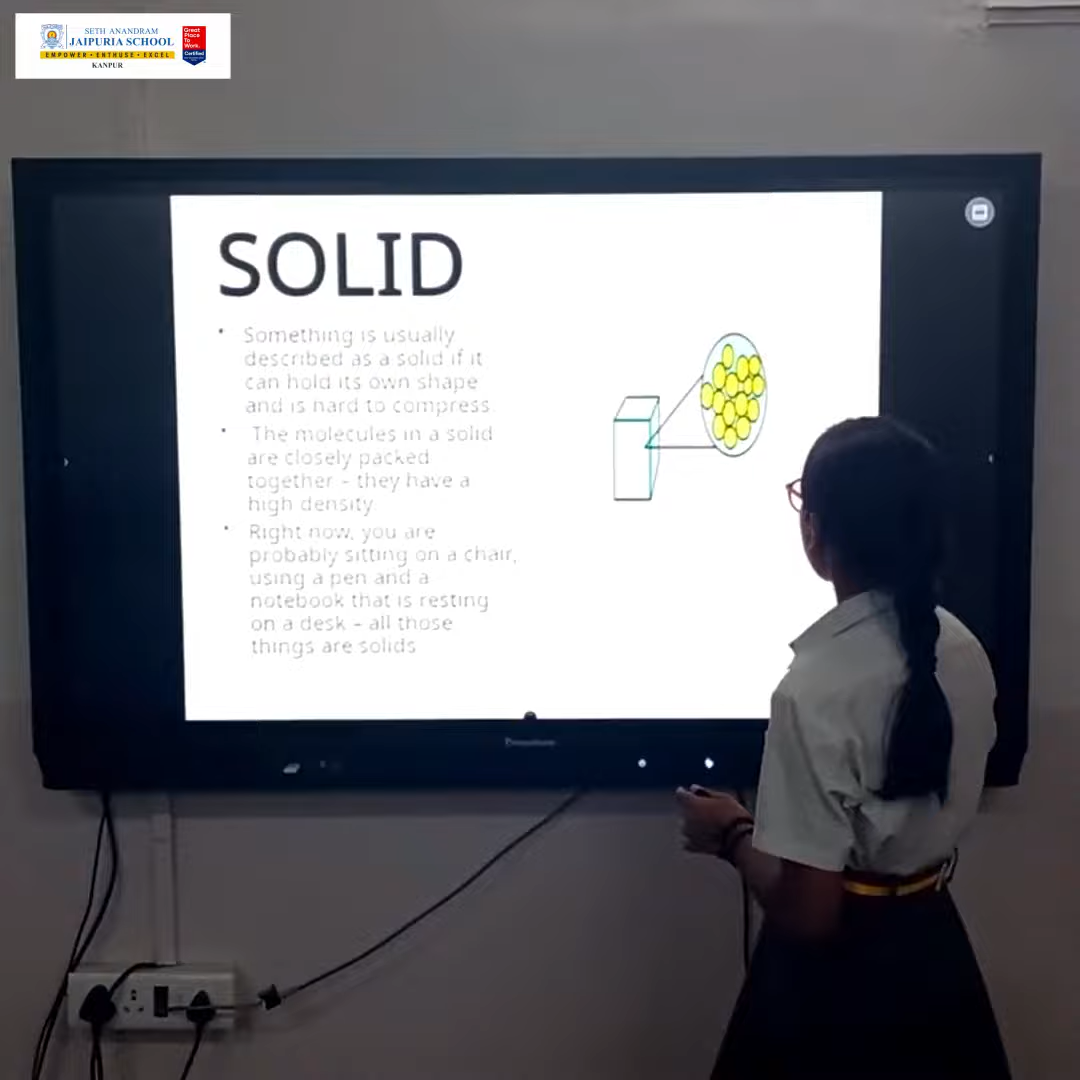 SETH ANANDRAM
JAIPURIA SCHOOL
EMPOWER • ENTHUSE • EXCEL
KANPUR
Great
Place
To
Work.
Certified
SOLID
• Something is usually
described as a solid if it
can hold its own shape
and is hard to compress
• The molecules in a solid
are closely packed
together – they have a
high density
• Right now, you are
probably sitting on a chair,
using a pen and a
notebook that is resting
on a desk – all those
things are solids